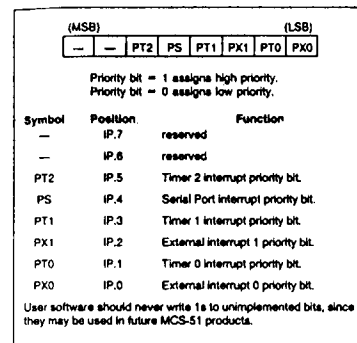 (MSB) (LSB)
— — PT2 PS PT1 PX1 PT0 PX0
Priority bit = 1 assigns high priority.
Priority bit = 0 assigns low priority.
Symbol Position Function
— IP.7 reserved
— IP.6 reserved
PT2 IP.5 Timer 2 interrupt priority bit.
PS IP.4 Serial Port interrupt priority bit.
PT1 IP.3 Timer 1 interrupt priority bit.
PX1 IP.2 External interrupt 1 priority bit.
PT0 IP.1 Timer 0 interrupt priority bit.
PX0 IP.0 External interrupt 0 priority bit.
User software should never write 1s to unimplemented bits, since
they may be used in future MCS-51 products.